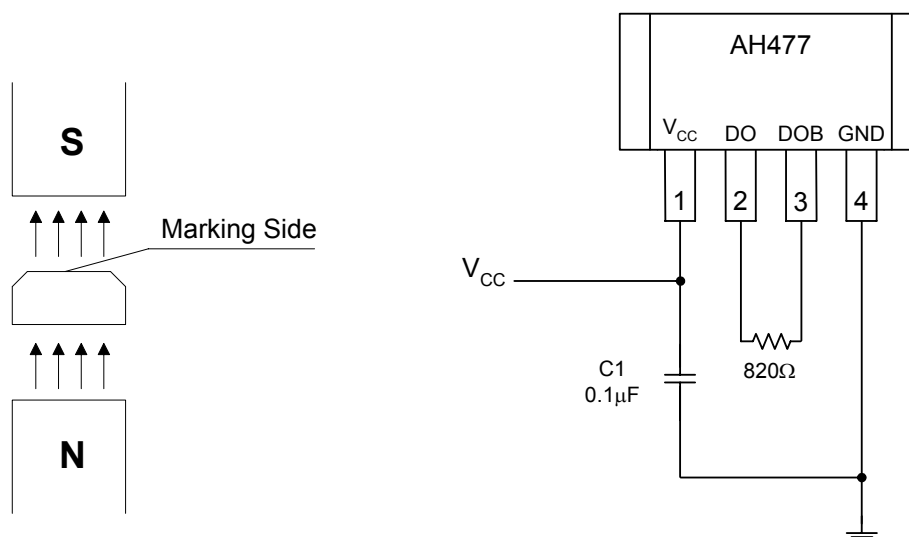 S
Marking Side
N
AH477
VCC DO DOB GND
1 2 3 4
VCC
C1
0.1μF
820Ω